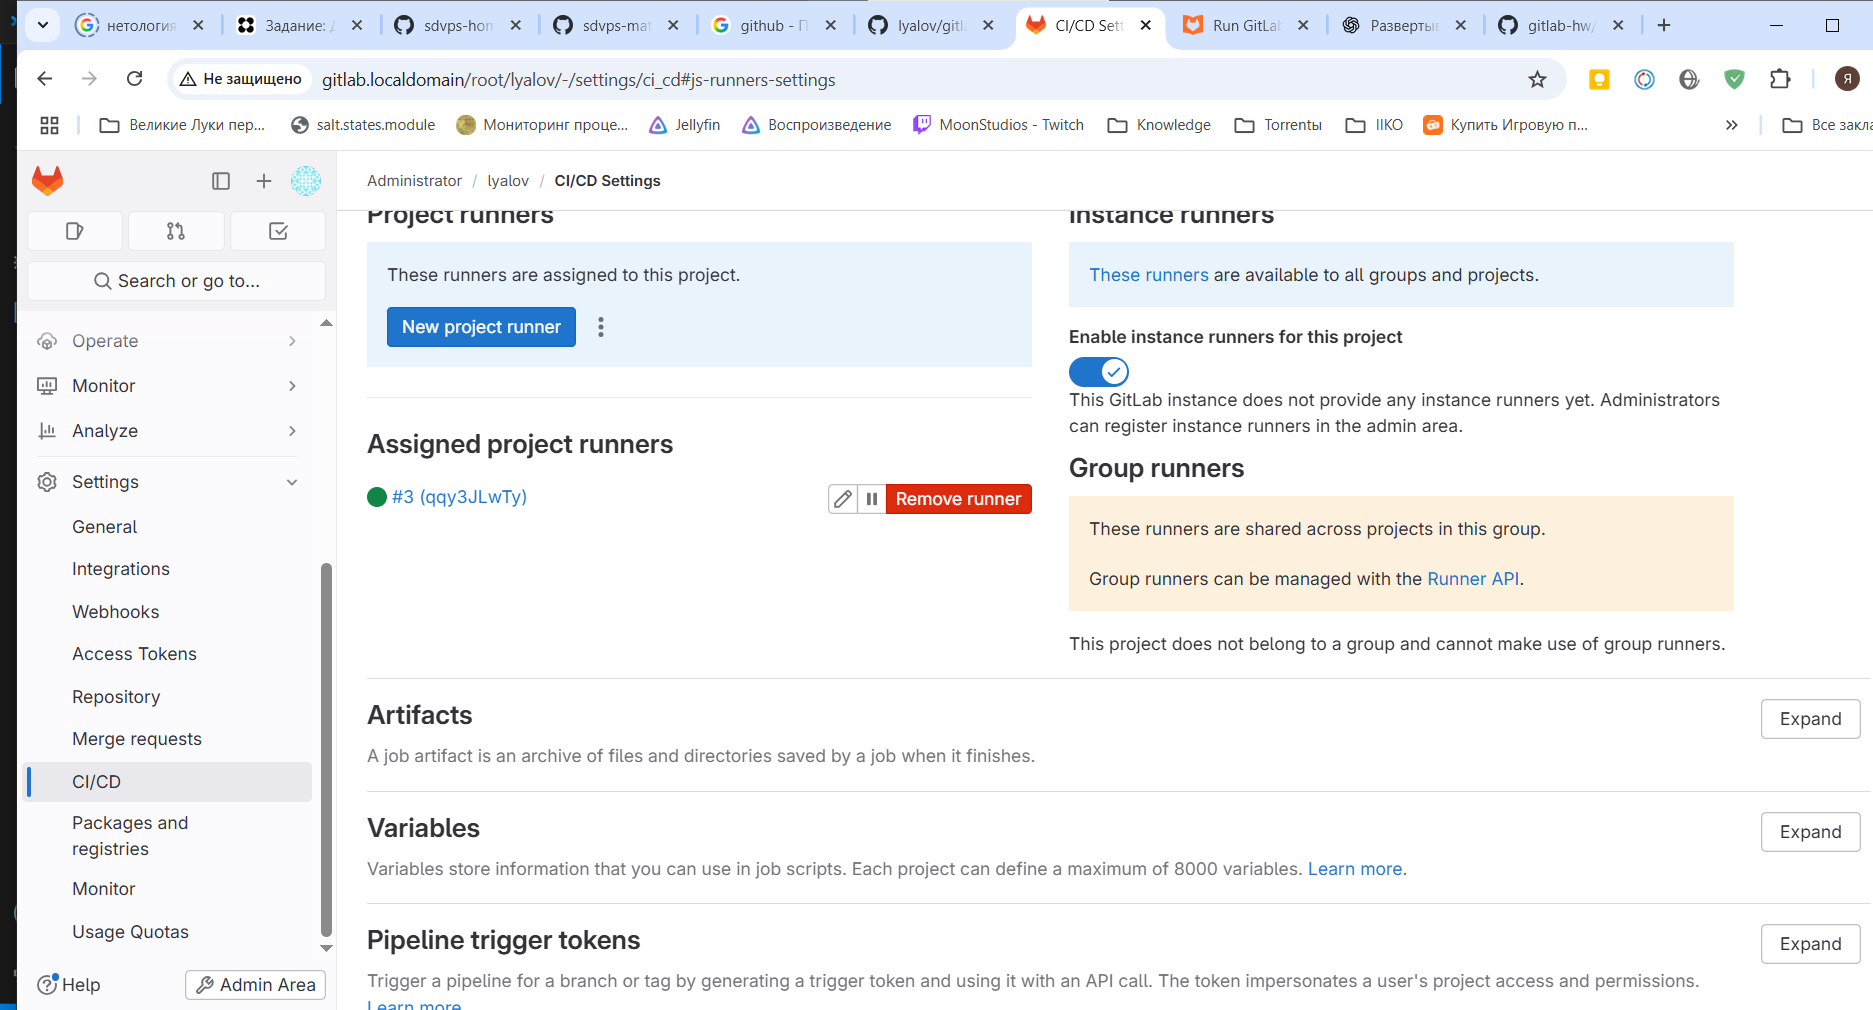 нетология
Задание: Д
sdvps-hom
sdvps-mat
github - П
lyalov/gitla
CI/CD Sett
Run GitLab
Развертыв
gitlab-hw/
Не защищено
gitlab.localdomain/root/lyalov/-/settings/ci_cd#js-runners-settings
Я
Великие Луки пер...
salt.states.module
Мониторинг проце...
Jellyfin
Воспроизведение
MoonStudios - Twitch
Knowledge
Torrentы
IIKO
Купить Игровую п...
Все закла
Administrator / lyalov / CI/CD Settings
Search or go to...
Operate
Monitor
Analyze
Settings
General
Integrations
Webhooks
Access Tokens
Repository
Merge requests
CI/CD
Packages and
registries
Monitor
Usage Quotas
Help
Admin Area
Project runners
These runners are assigned to this project.
New project runner
Assigned project runners
#3 (qqy3JLwTy)
Remove runner
Instance runners
These runners are available to all groups and projects.
Enable instance runners for this project
This GitLab instance does not provide any instance runners yet. Administrators
can register instance runners in the admin area.
Group runners
These runners are shared across projects in this group.
Group runners can be managed with the Runner API.
This project does not belong to a group and cannot make use of group runners.
Artifacts
Expand
A job artifact is an archive of files and directories saved by a job when it finishes.
Variables
Expand
Variables store information that you can use in job scripts. Each project can define a maximum of 8000 variables. Learn more.
Pipeline trigger tokens
Expand
Trigger a pipeline for a branch or tag by generating a trigger token and using it with an API call. The token impersonates a user's project access and permissions.
Learn more